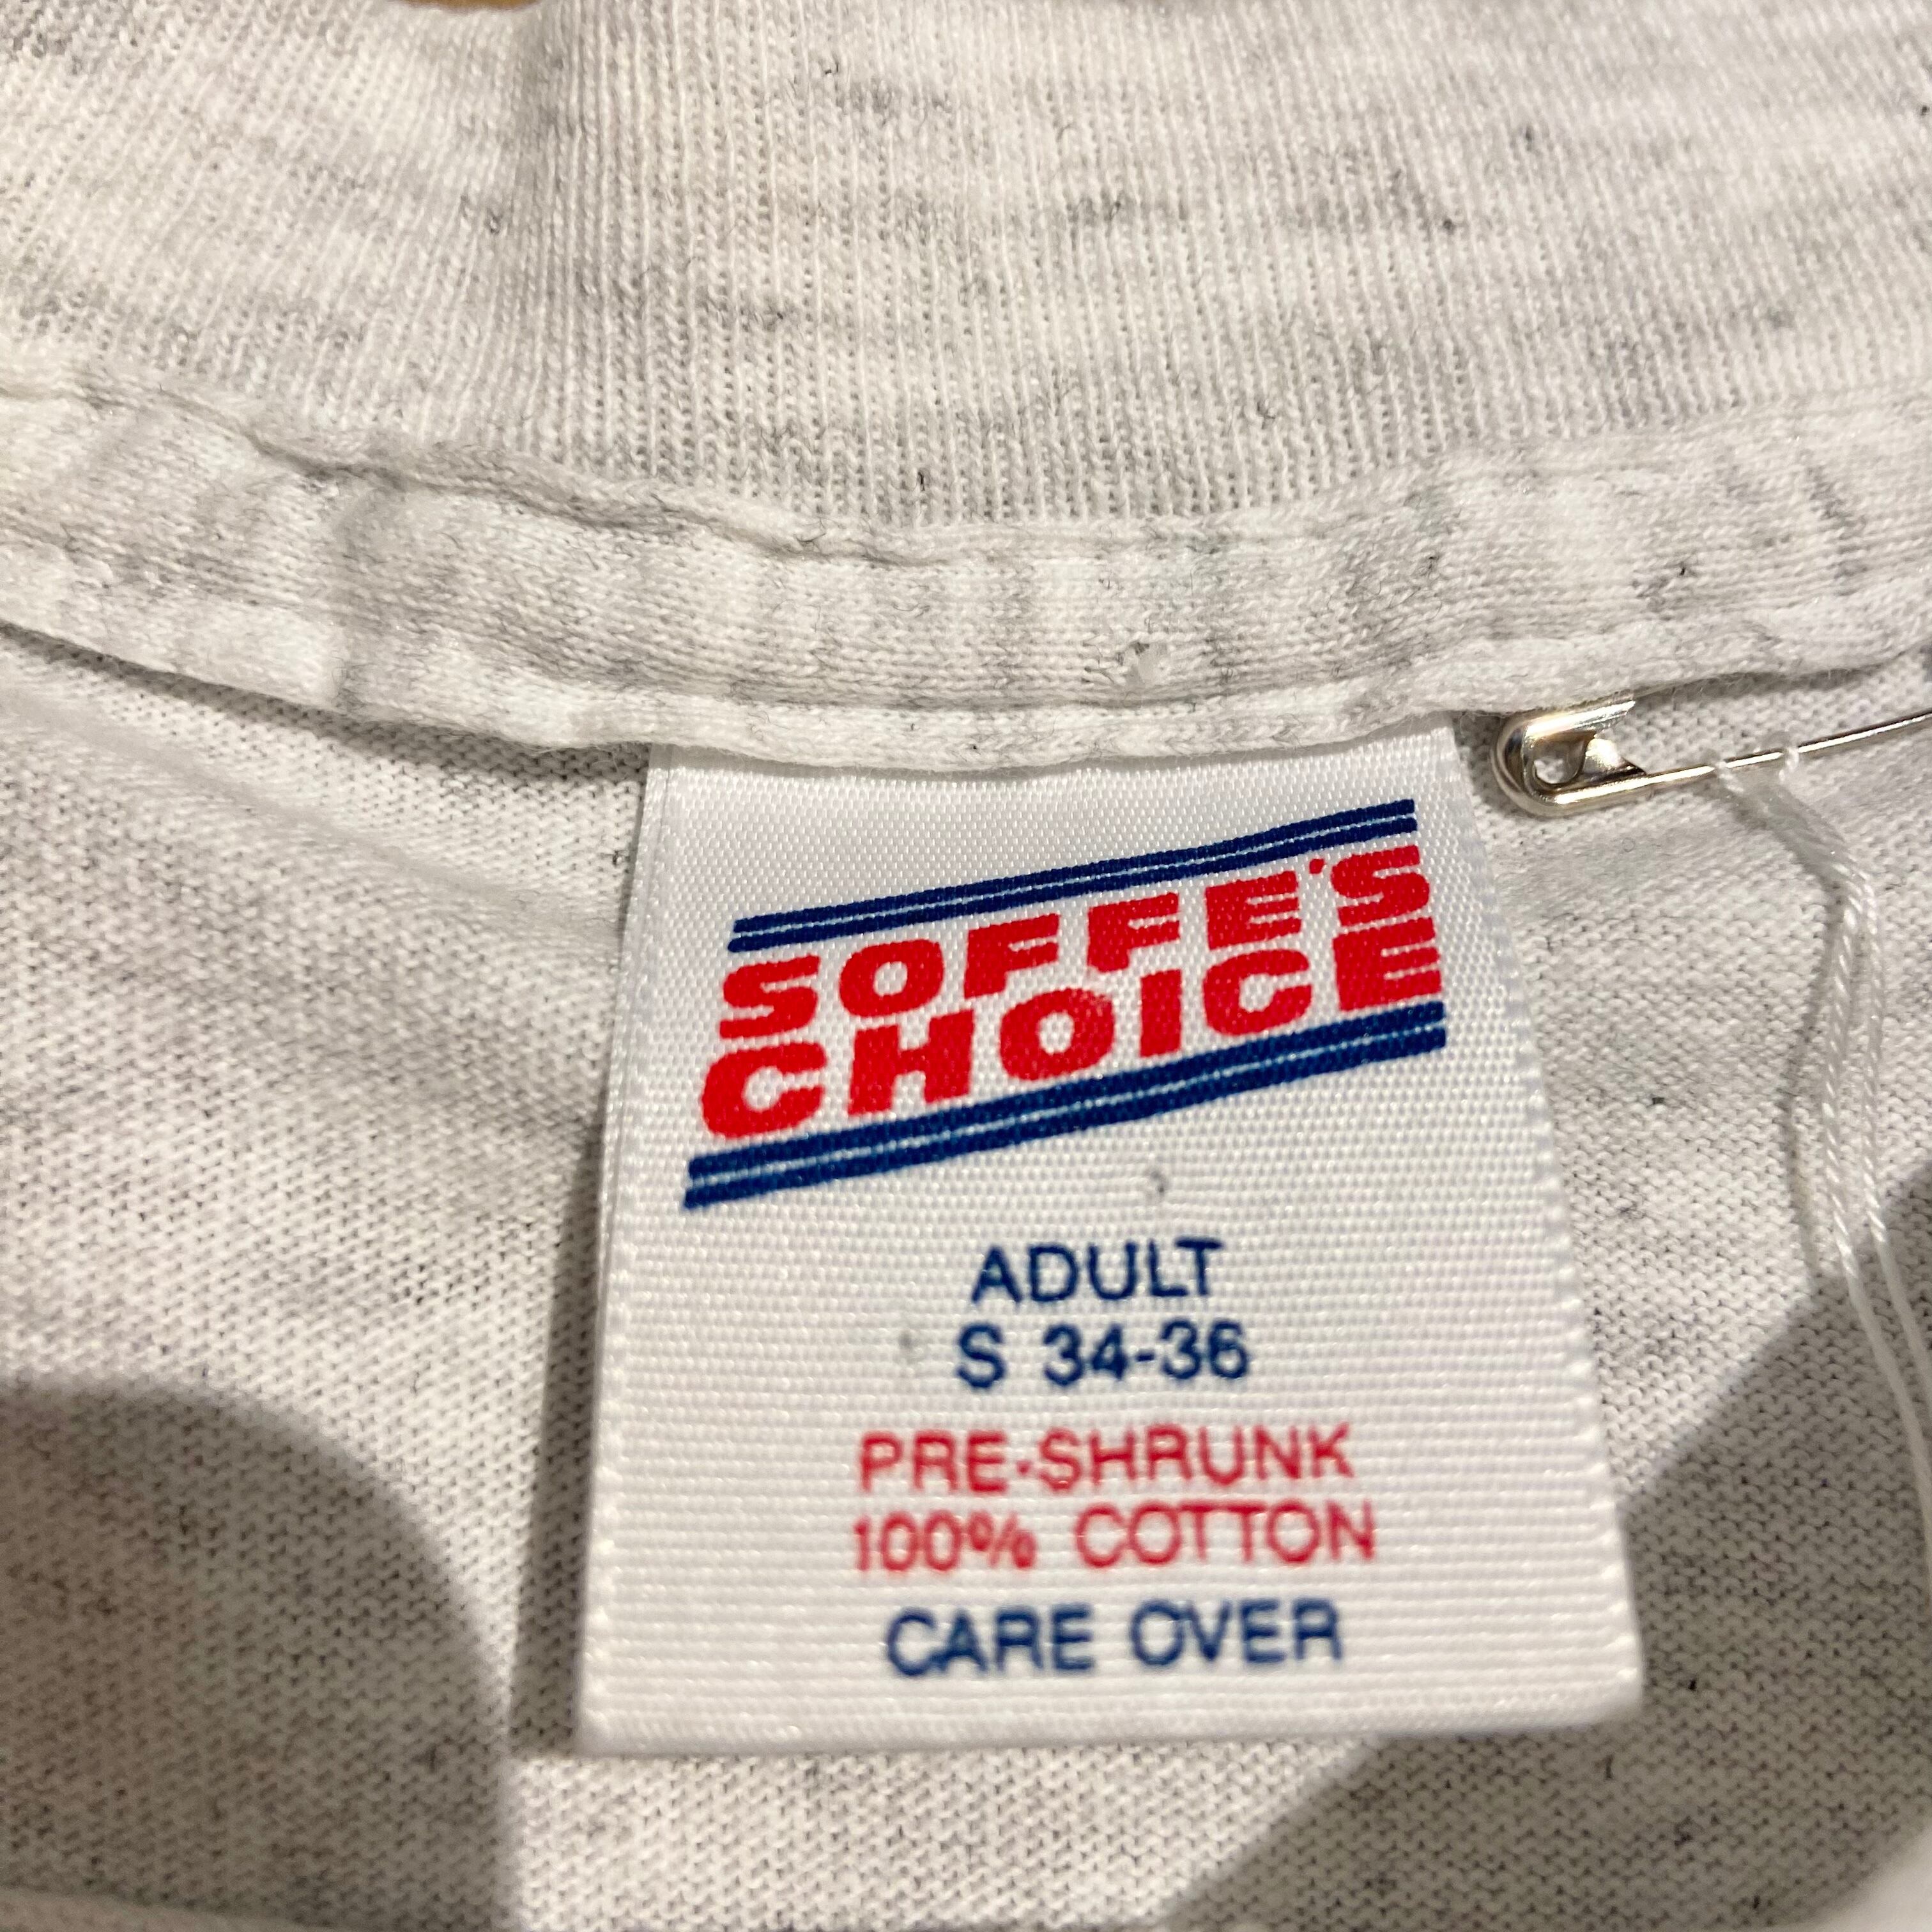 SOFFE'S
CHOICE
ADULT
S 34-36
PRE-SHRUNK
100% COTTON
CARE OVER